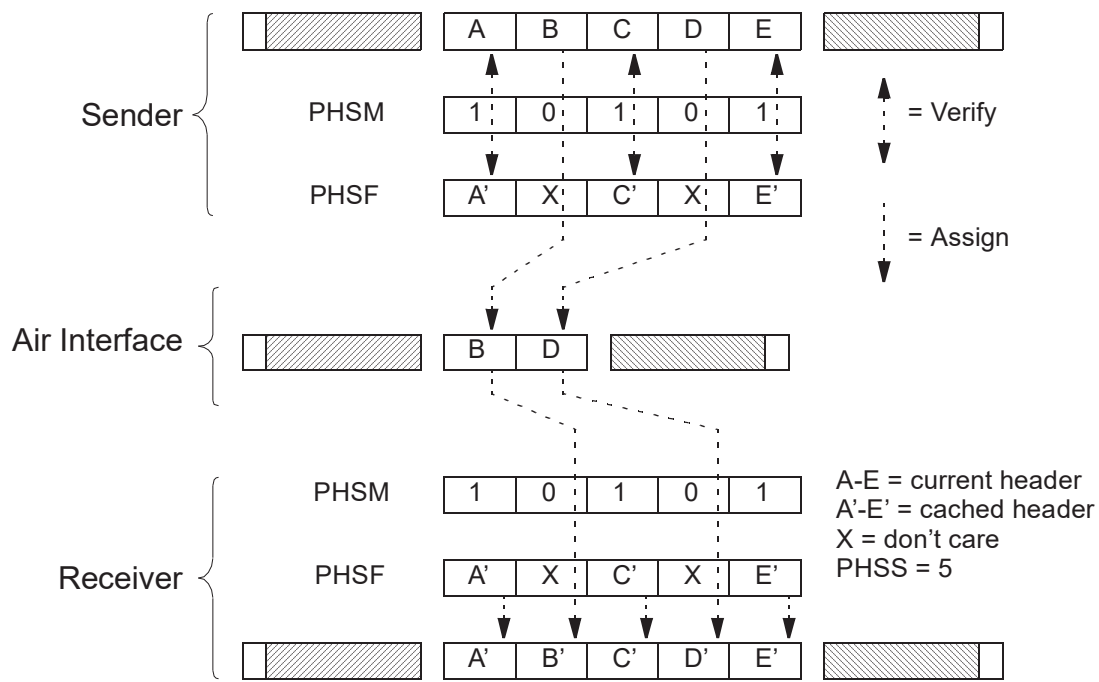 A B C D E
Sender
PHSM 1 0 1 0 1
= Verify
PHSF A’ X C’ X E’
= Assign
Air Interface
B D
PHSM 1 0 1 0 1
A-E = current header
A’-E’ = cached header
X = don’t care
PHSS = 5
Receiver
PHSF A’ X C’ X E’
A’ B’ C’ D’ E’